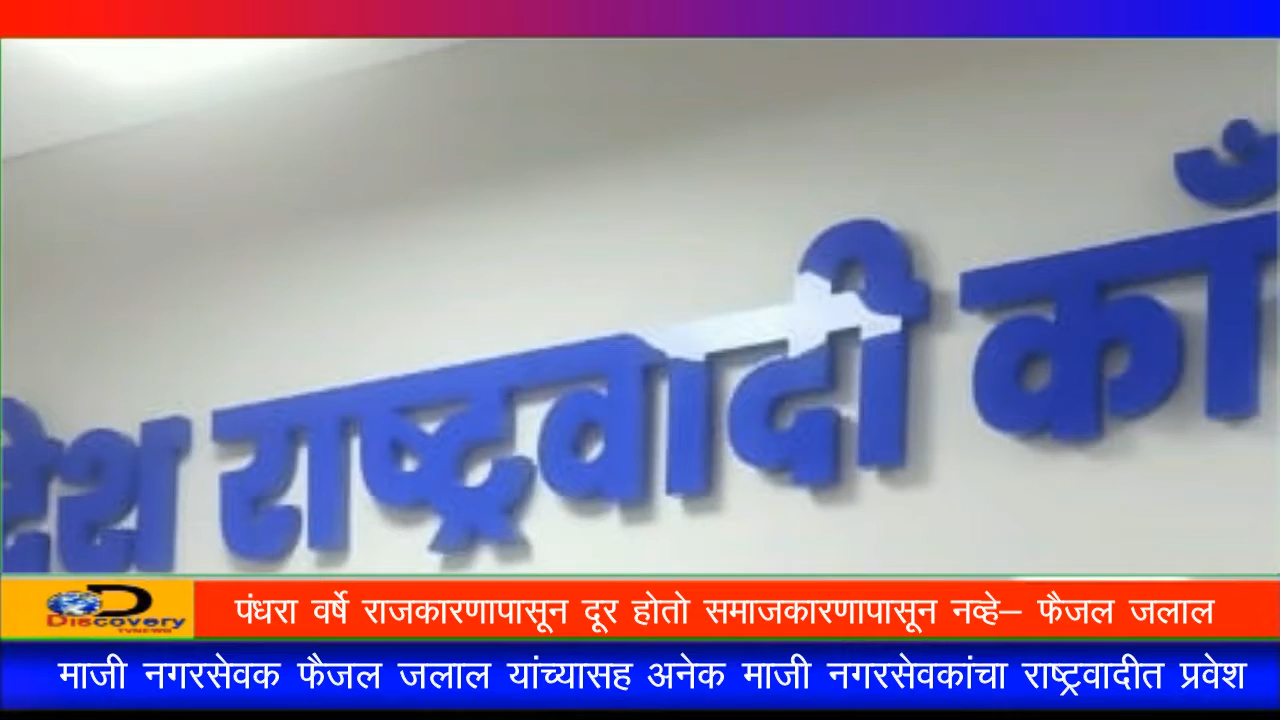 राष्ट्रवादी
Discovery
TVNEWS
पंधरा वर्षे राजकारणापासून दूर होतो समाजकारणापासून नव्हे– फैजल जलाल
माजी नगरसेवक फैजल जलाल यांच्यासह अनेक माजी नगरसेवकांचा राष्ट्रवादीत प्रवेश